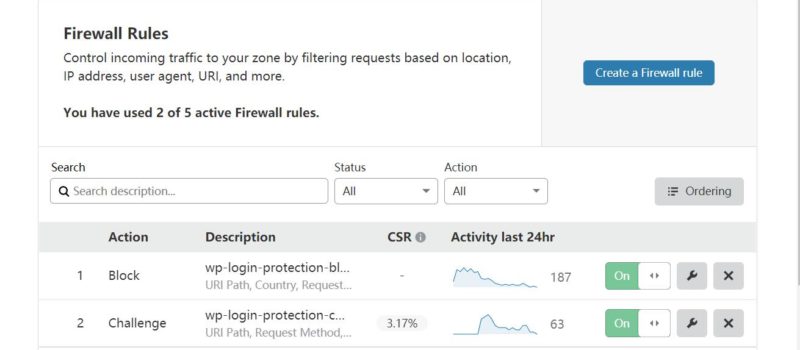 Firewall Rules
Control incoming traffic to your zone by filtering requests based on location,
IP address, user agent, URI, and more.
You have used 2 of 5 active Firewall rules.
Create a Firewall rule
Search
Status
Action
Search description...
All
All
Ordering
Action Description CSR Activity last 24hr
1 Block wp-login-protection-bl... - 187 On
URI Path, Country, Request...
2 Challenge wp-login-protection-c... 3.17% 63 On
URI Path, Request Method,...